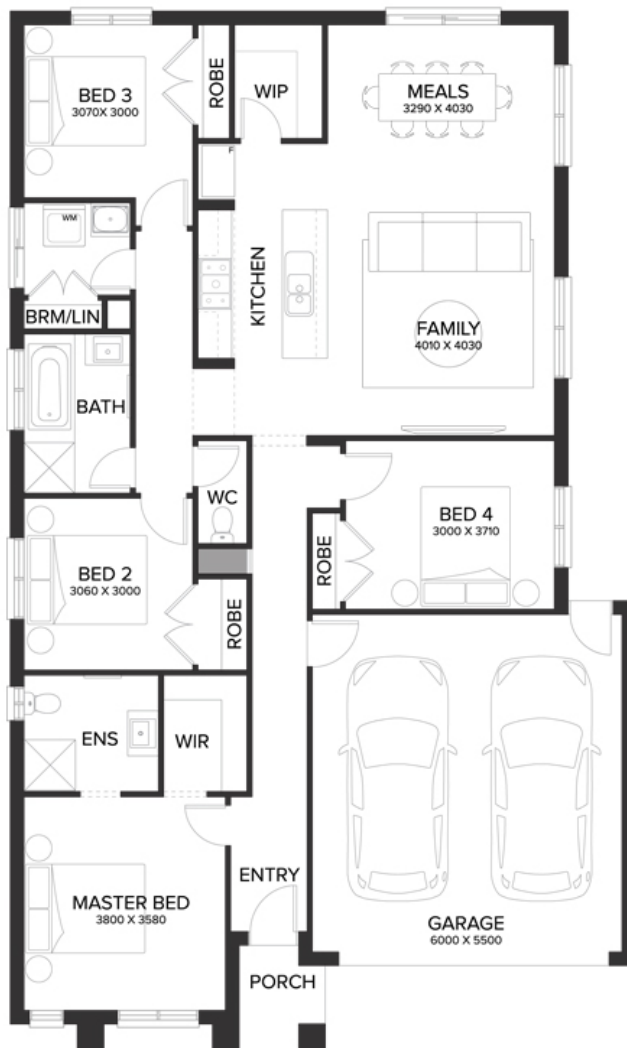 BED 3
3070X 3000
ROBE
WIP
MEALS
3290 X 4030
F
WM
KITCHEN
BRM/LIN
FAMILY
4010 X 4030
BATH
WC
BED 4
3000 X 3710
ROBE
BED 2
3060 X 3000
ROBE
ENS
WIR
ENTRY
MASTER BED
3800 X 3580
GARAGE
6000 X 5500
PORCH